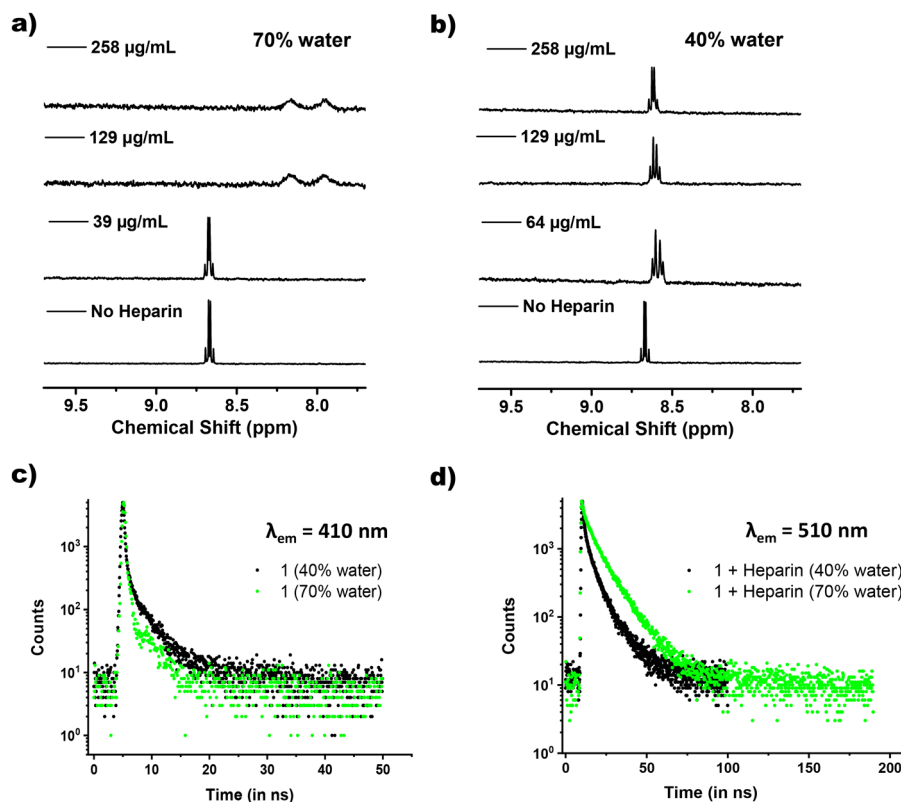 a)
70% water
258 µg/mL
129 µg/mL
39 µg/mL
No Heparin
9.5 9.0 8.5 8.0
Chemical Shift (ppm)
b)
40% water
258 µg/mL
129 µg/mL
64 µg/mL
No Heparin
9.5 9.0 8.5 8.0
Chemical Shift (ppm)
c)
λem = 410 nm
1 (40% water)
1 (70% water)
Counts
10³
10²
10¹
10⁰
0 10 20 30 40 50
Time (in ns)
d)
λem = 510 nm
1 + Heparin (40% water)
1 + Heparin (70% water)
Counts
10³
10²
10¹
10⁰
0 50 100 150 200
Time (in ns)